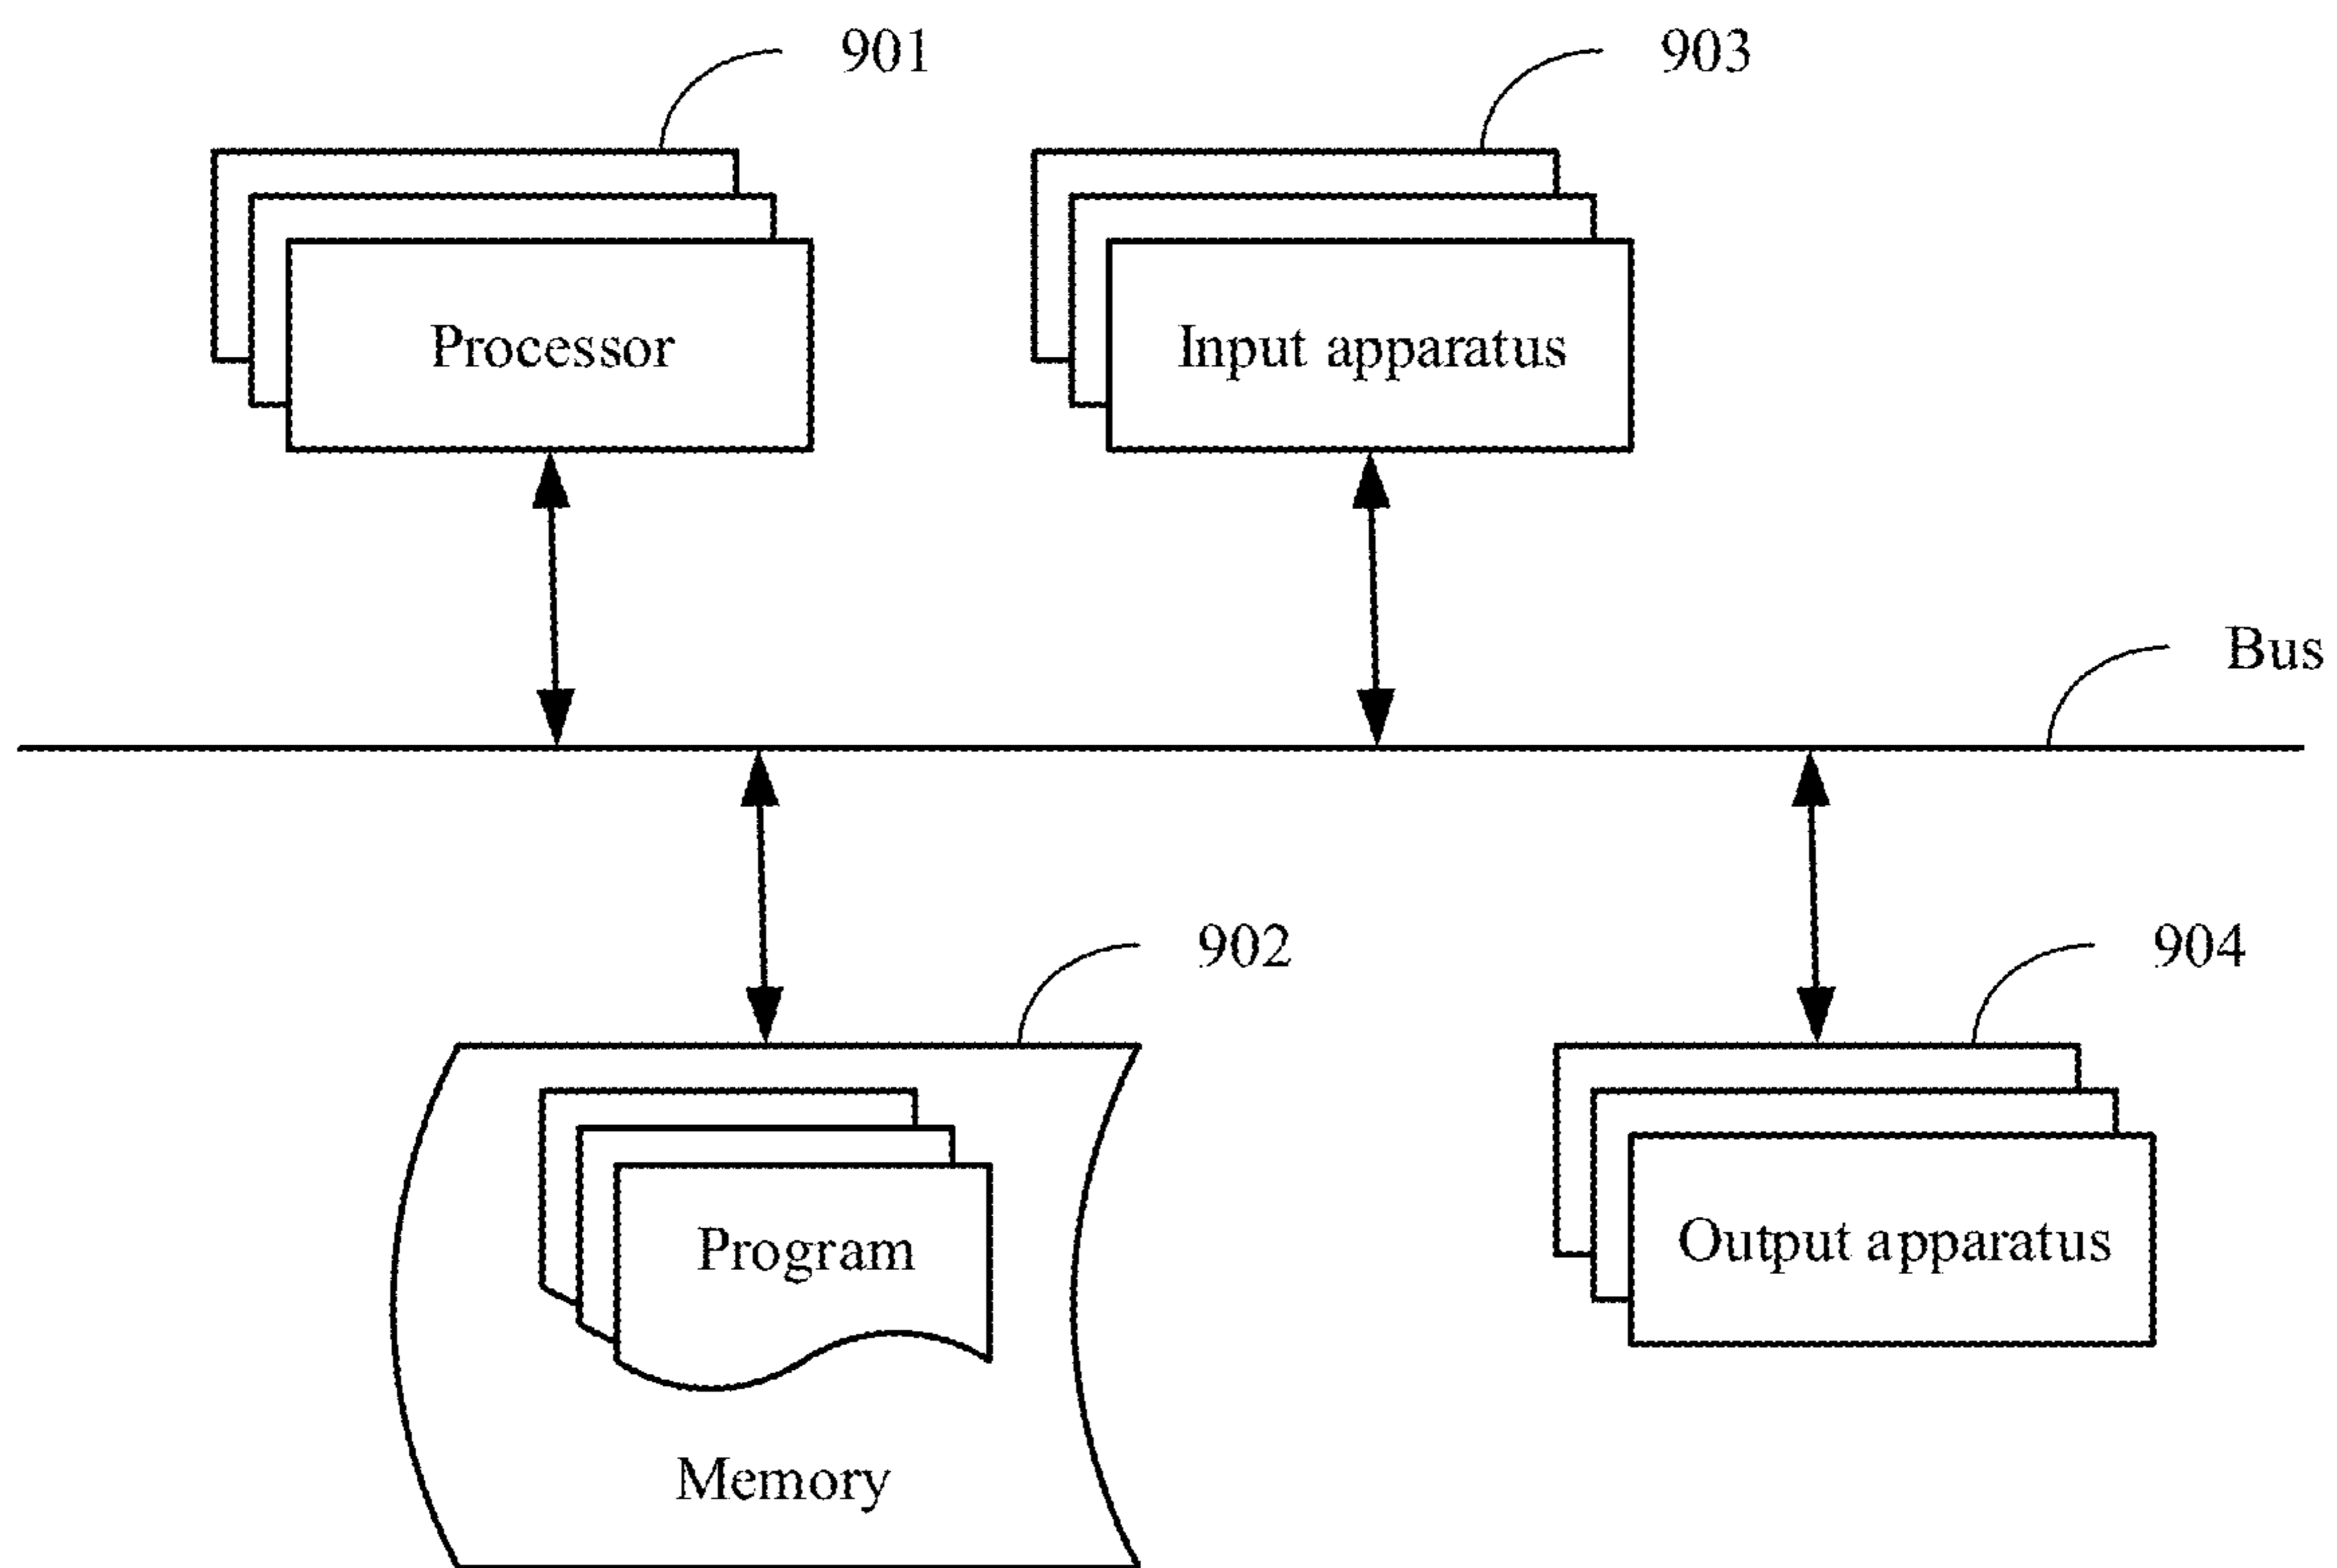 901
903
Processor
Input apparatus
Bus
902
904
Program
Output apparatus
Memory